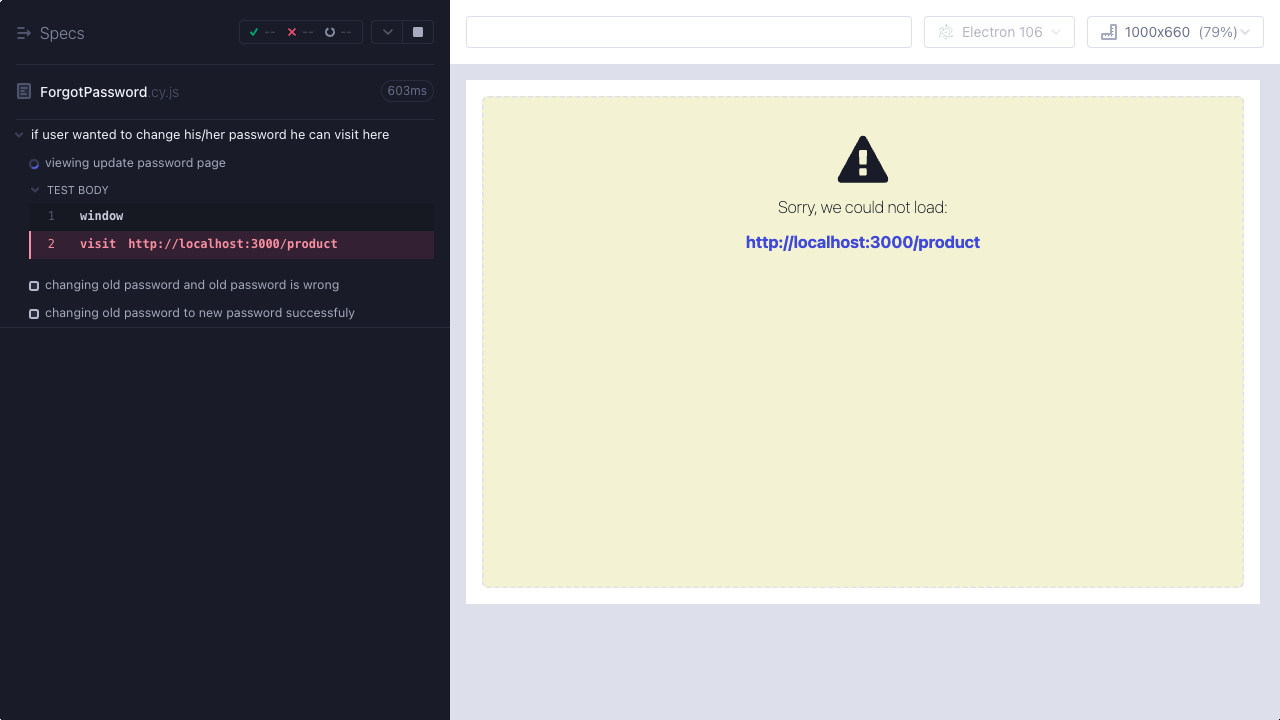 Specs
-- -- --
ForgotPassword.cy.js 603ms
if user wanted to change his/her password he can visit here
viewing update password page
TEST BODY
1 window
2 visit http://localhost:3000/product
changing old password and old password is wrong
changing old password to new password successfuly
Electron 106
1000x660 (79%)
Sorry, we could not load:
http://localhost:3000/product